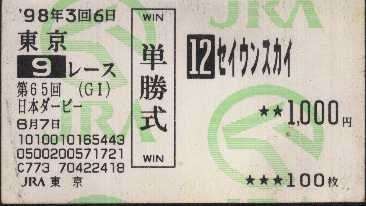 '98年3回6日
東京
9 レース
第65回 (GI)
日本ダービー
6月7日
1010010165443
0500200571721
C773 70422418
JRA 東京
WIN
単勝式
WIN
12 セイウンスカイ
★★1,000円
★★★100枚
JRA
JRA